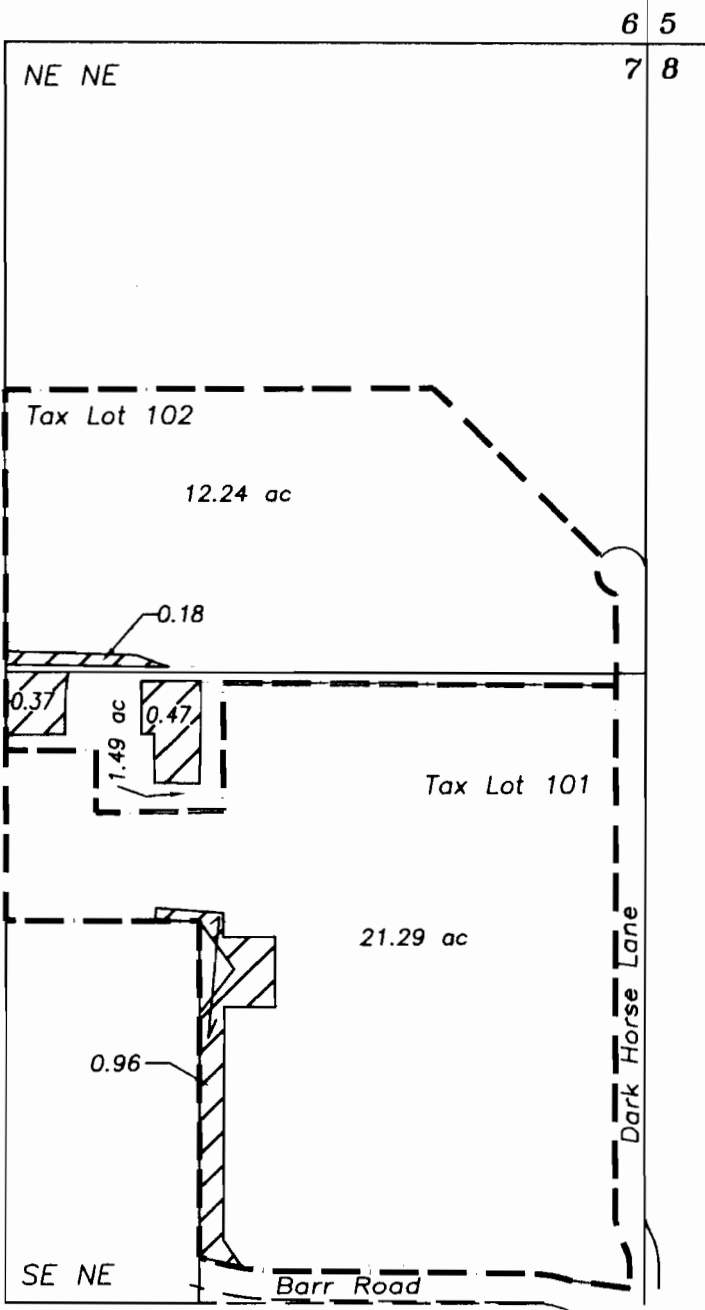 6 5
7 8
NE NE
Tax Lot 102
12.24 ac
0.18
0.37
1.49 ac
0.47
Tax Lot 101
21.29 ac
0.96
Dark Horse Lane
SE NE
Barr Road